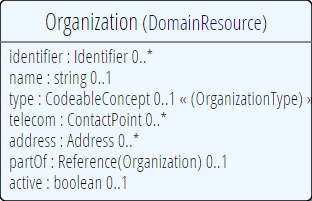 Organization (DomainResource)
identifier : Identifier 0..*
name : string 0..1
type : CodeableConcept 0..1 « (OrganizationType) »
telecom : ContactPoint 0..*
address : Address 0..*
partOf : Reference(Organization) 0..1
active : boolean 0..1